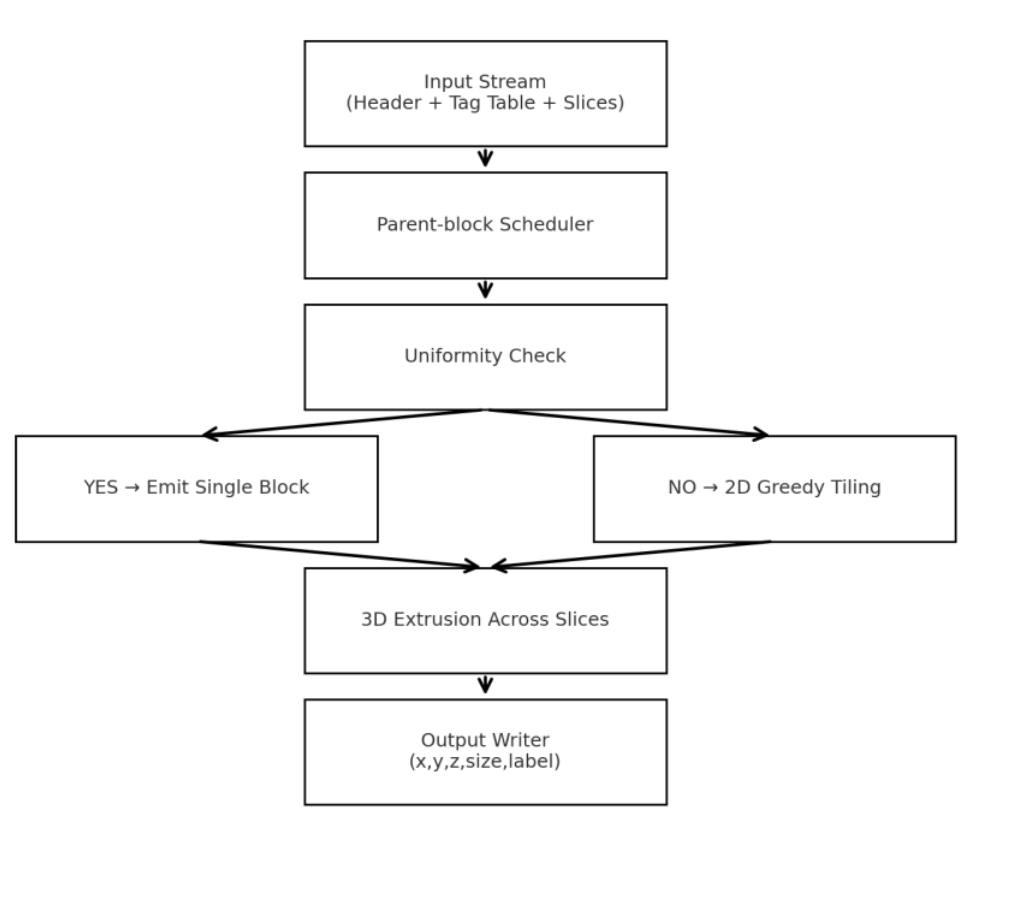 Input Stream
(Header + Tag Table + Slices)
Parent-block Scheduler
Uniformity Check
YES → Emit Single Block
NO → 2D Greedy Tiling
3D Extrusion Across Slices
Output Writer
(x,y,z,size,label)